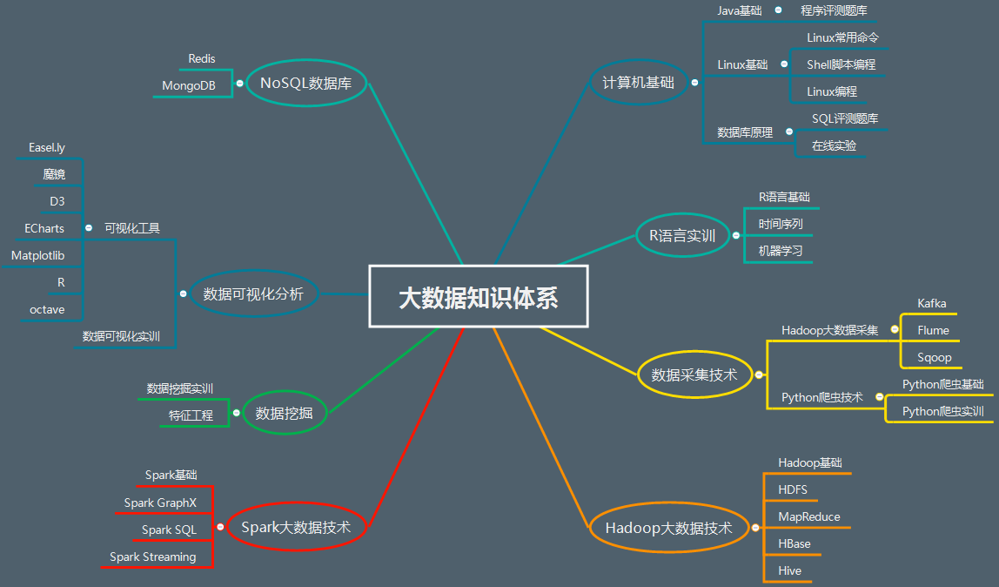 大数据知识体系
计算机基础
Java基础
程序评测题库
Linux基础
Linux常用命令
Shell脚本编程
Linux编程
数据库原理
SQL评测题库
在线实验
R语言实训
R语言基础
时间序列
机器学习
数据采集技术
Hadoop大数据采集
Kafka
Flume
Sqoop
Python爬虫技术
Python爬虫基础
Python爬虫实训
Hadoop大数据技术
Hadoop基础
HDFS
MapReduce
HBase
Hive
NoSQL数据库
Redis
MongoDB
数据可视化分析
可视化工具
Easel.ly
魔镜
D3
ECharts
Matplotlib
R
octave
数据可视化实训
数据挖掘
数据挖掘实训
特征工程
Spark大数据技术
Spark基础
Spark GraphX
Spark SQL
Spark Streaming